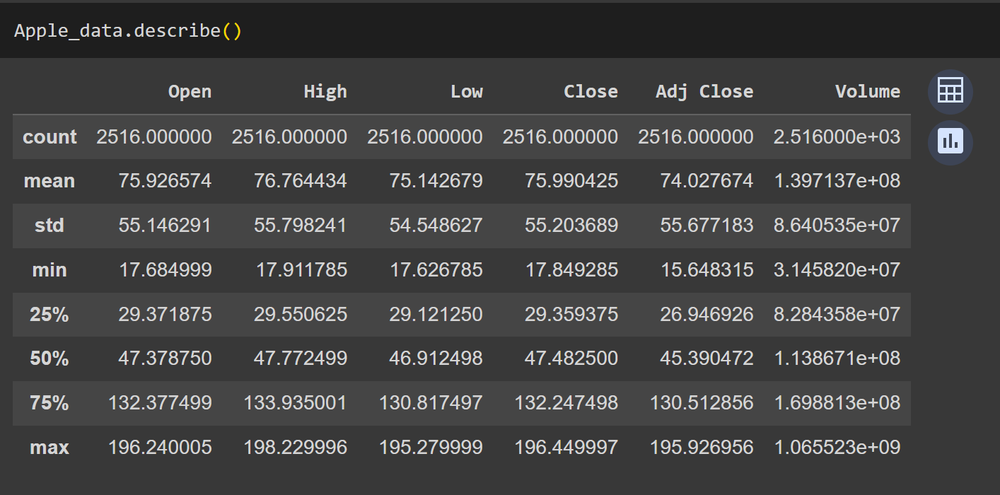 Apple_data.describe()
Open High Low Close Adj Close Volume
count 2516.000000 2516.000000 2516.000000 2516.000000 2516.000000 2.516000e+03
mean 75.926574 76.764434 75.142679 75.990425 74.027674 1.397137e+08
std 55.146291 55.798241 54.548627 55.203689 55.677183 8.640535e+07
min 17.684999 17.911785 17.626785 17.849285 15.648315 3.145820e+07
25% 29.371875 29.550625 29.121250 29.359375 26.946926 8.284358e+07
50% 47.378750 47.772499 46.912498 47.482500 45.390472 1.138671e+08
75% 132.377499 133.935001 130.817497 132.247498 130.512856 1.698813e+08
max 196.240005 198.229996 195.279999 196.449997 195.926956 1.065523e+09